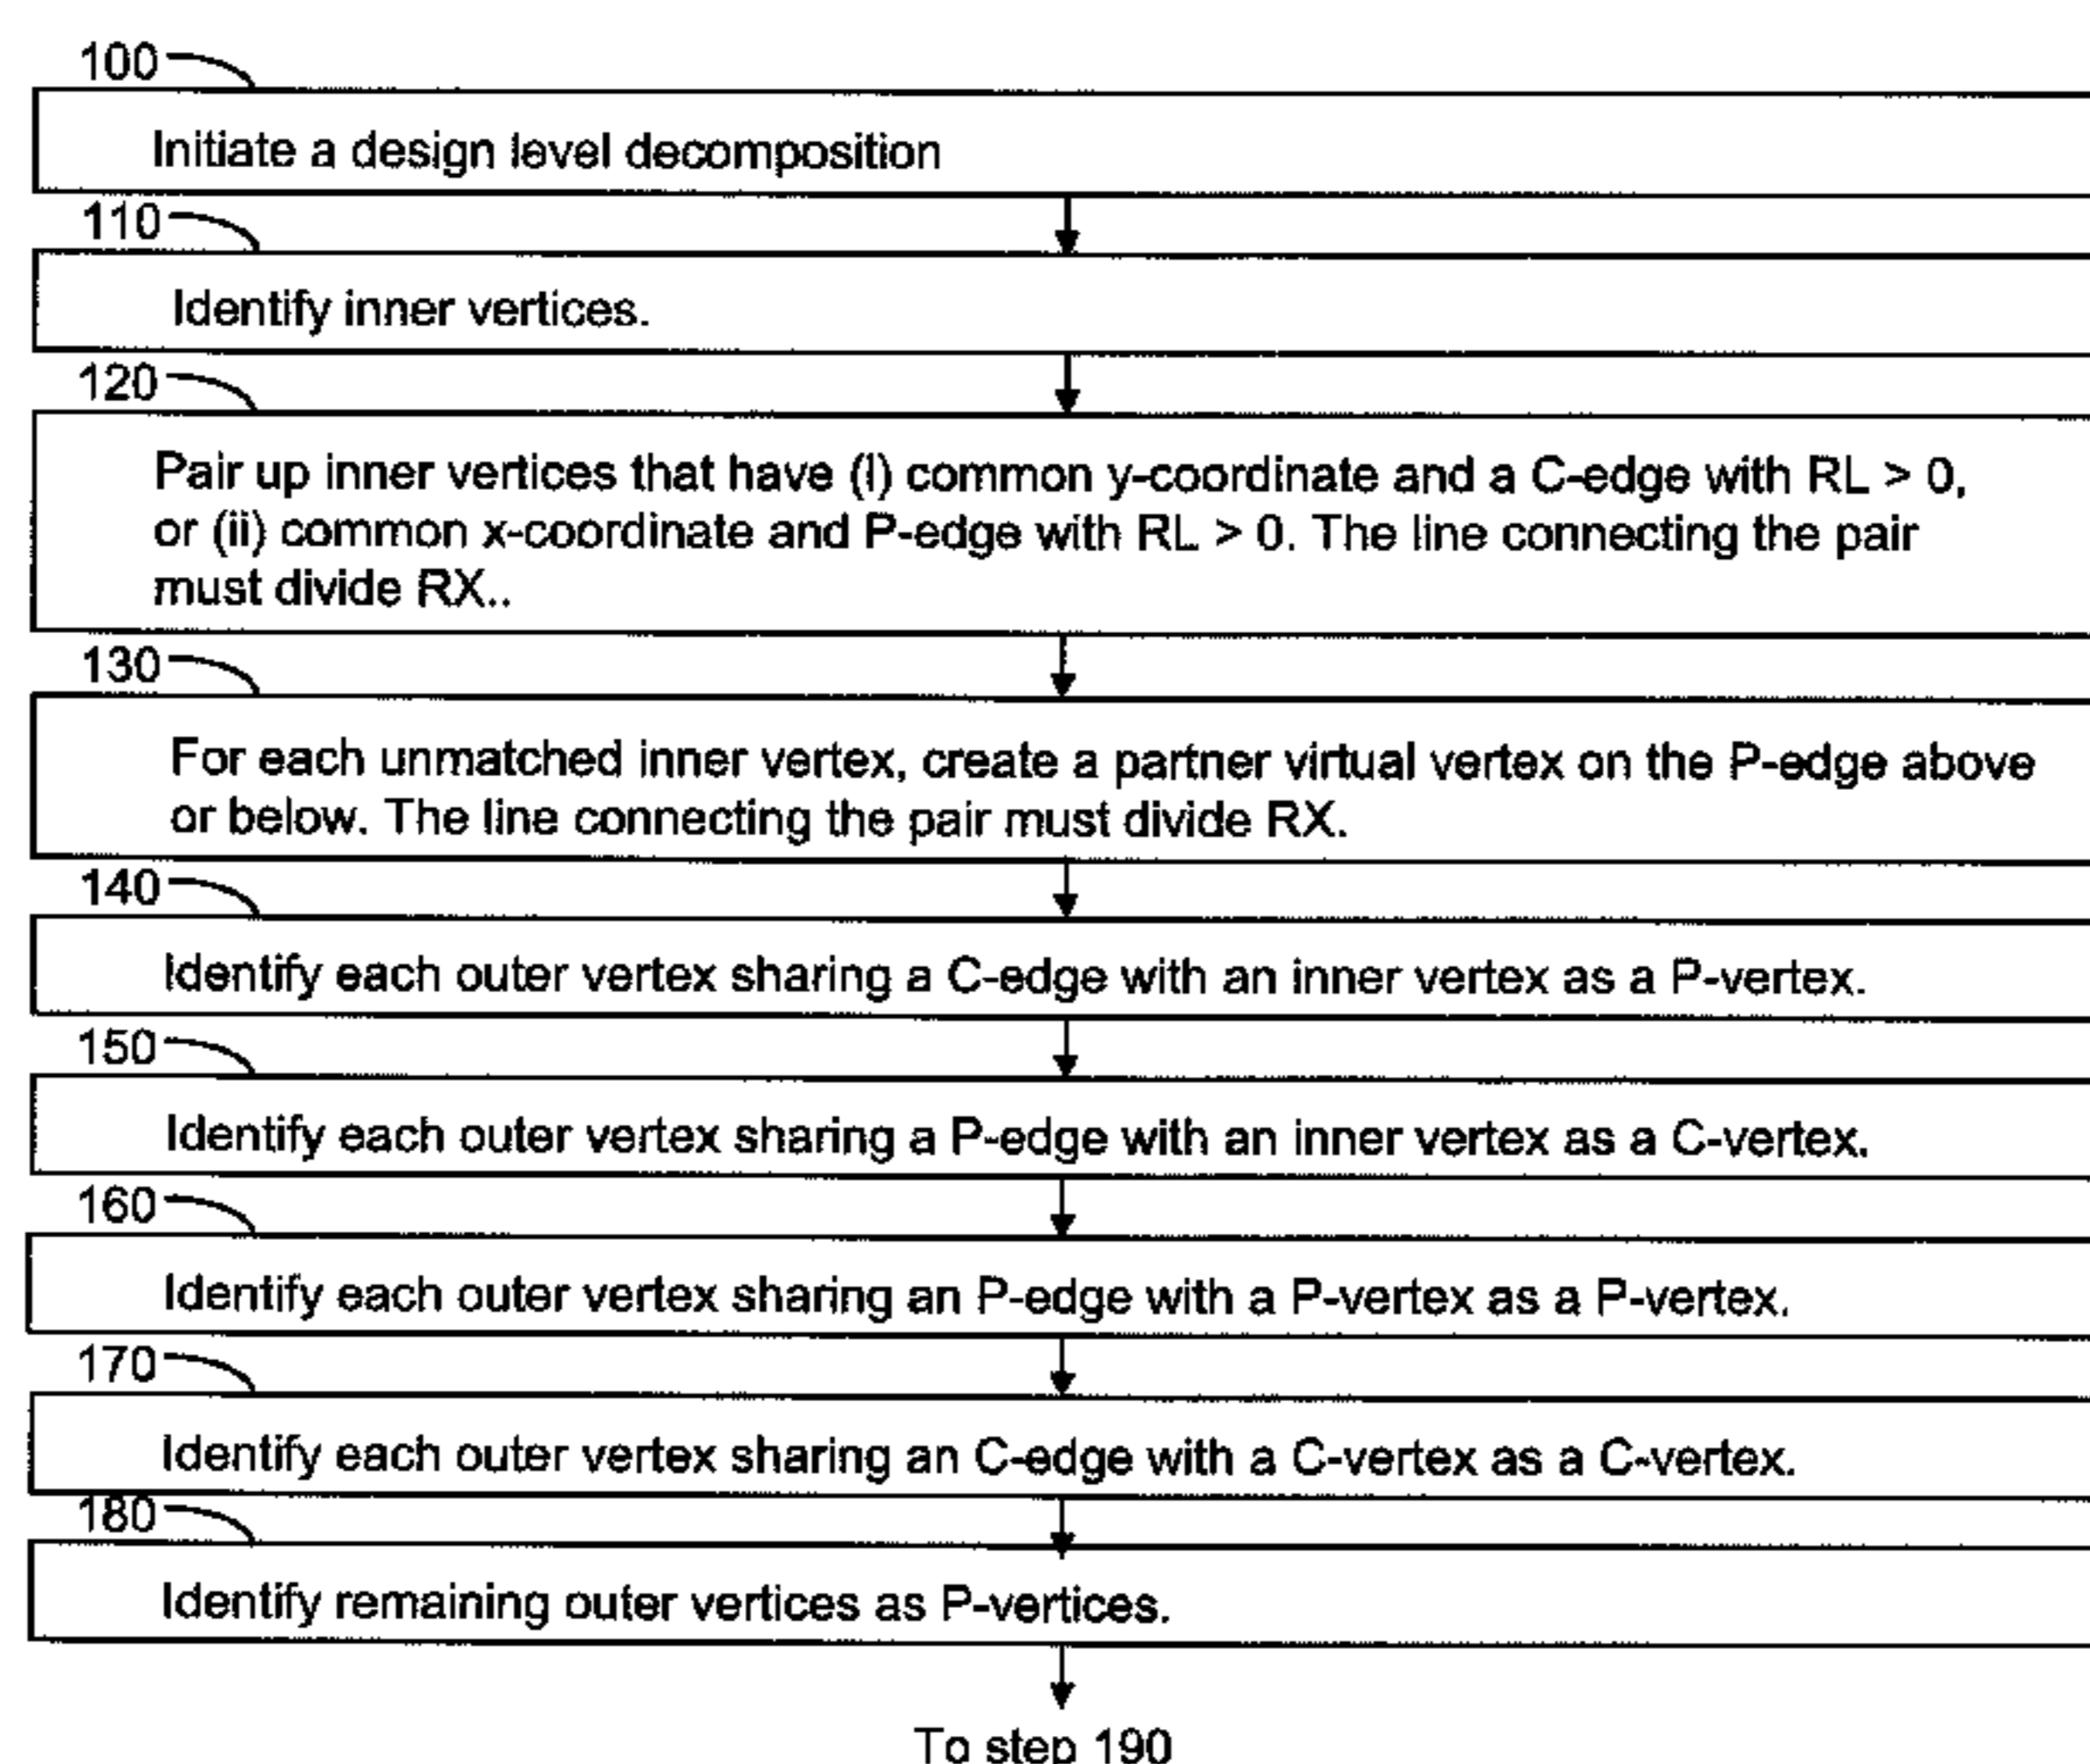 100
Initiate a design level decomposition
110
Identify inner vertices.
120
Pair up inner vertices that have (I) common y-coordinate and a C-edge with RL > 0,
or (ii) common x-coordinate and P-edge with RL > 0. The line connecting the pair
must divide RX..
130
For each unmatched inner vertex, create a partner virtual vertex on the P-edge above
or below. The line connecting the pair must divide RX.
140
Identify each outer vertex sharing a C-edge with an inner vertex as a P-vertex.
150
Identify each outer vertex sharing a P-edge with an inner vertex as a C-vertex.
160
Identify each outer vertex sharing an P-edge with a P-vertex as a P-vertex.
170
Identify each outer vertex sharing an C-edge with a C-vertex as a C-vertex.
180
Identify remaining outer vertices as P-vertices.
To step 190